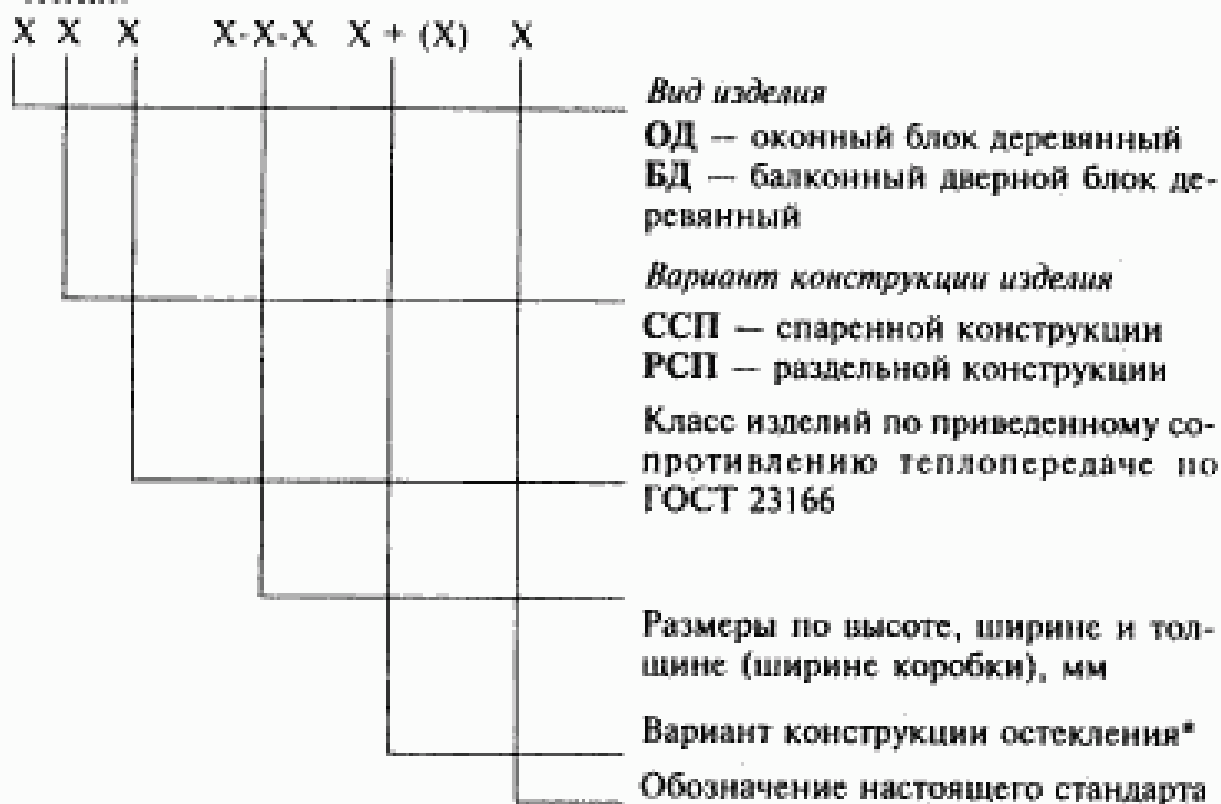 X X X X-X-X X + (X) X
Вид изделия
ОД — оконный блок деревянный
БД — балконный дверной блок де-
ревянный
Вариант конструкции изделия
ССП — спаренной конструкции
РСП — раздельной конструкции
Класс изделий по приведенному со-
противлению теплопередаче по
ГОСТ 23166
Размеры по высоте, ширине и тол-
щине (ширине коробки), мм
Вариант конструкции остекления*
Обозначение настоящего стандарта